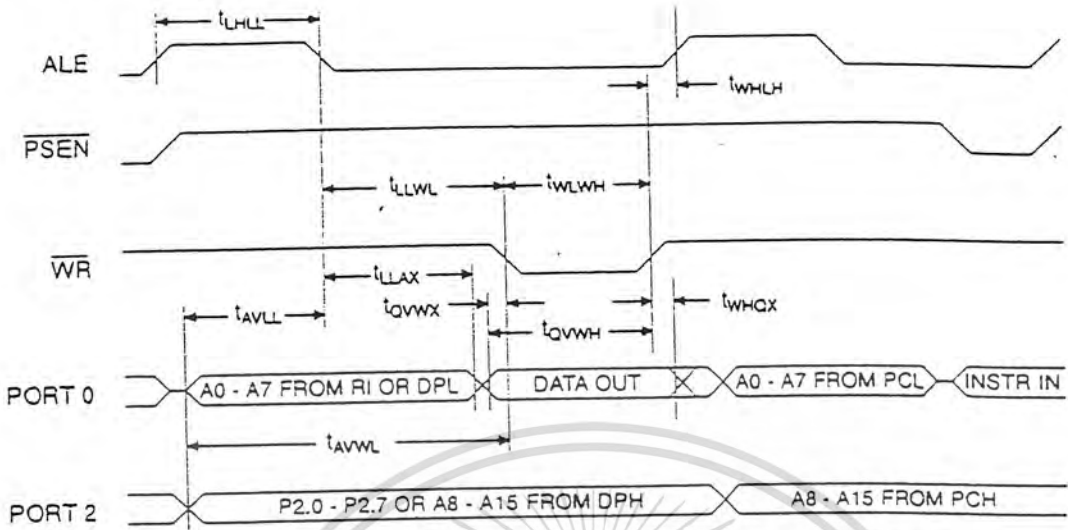 tLHLL
ALE
tWHLH
PSEN
tLLWL
tWLWH
WR
tLLAX
tQVWX
tWHQX
tAVLL
tQVWH
PORT 0
A0 - A7 FROM RI OR DPL
DATA OUT
A0 - A7 FROM PCL
INSTR IN
tAVWL
PORT 2
P2.0 - P2.7 OR A8 - A15 FROM DPH
A8 - A15 FROM PCH